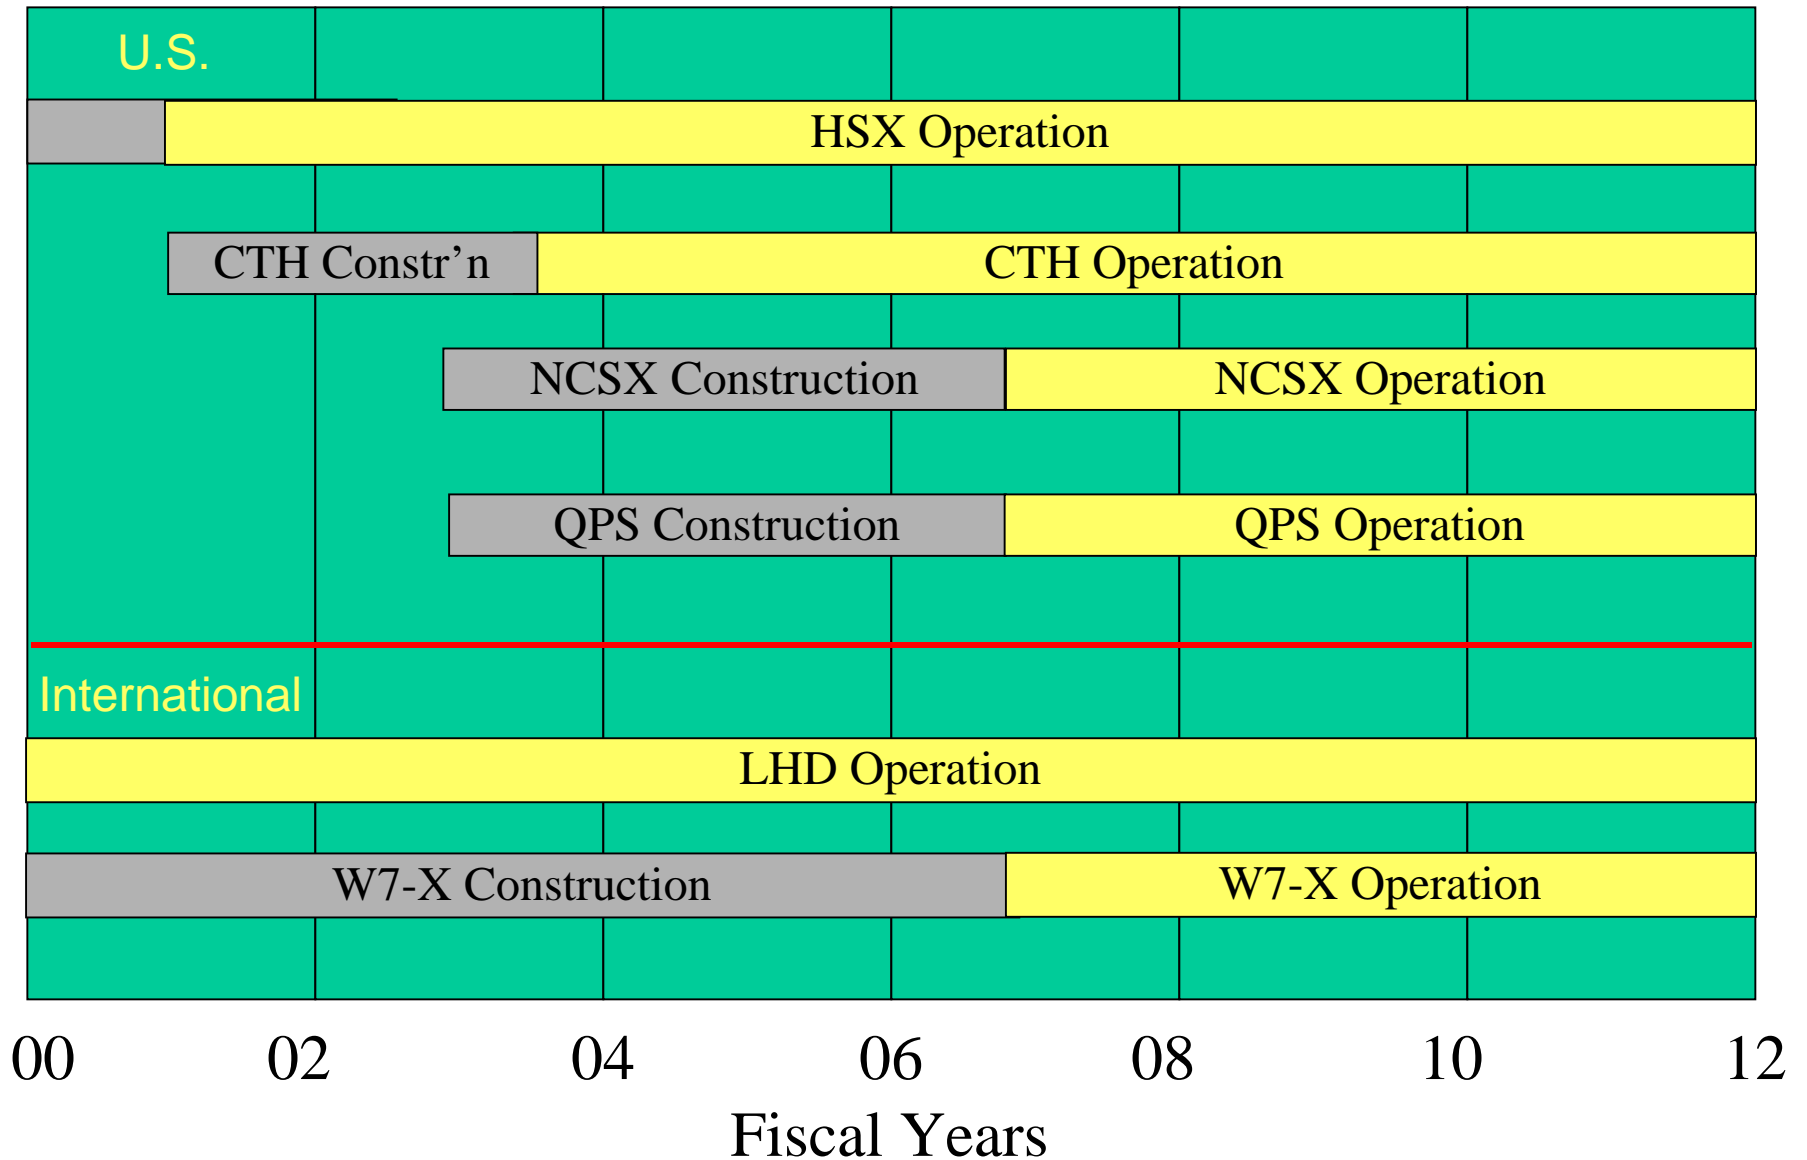 U.S.
HSX Operation
CTH Constr’n CTH Operation
NCSX Construction NCSX Operation
QPS Construction QPS Operation
International
LHD Operation
W7-X Construction W7-X Operation
00 02 04 06 08 10 12
Fiscal Years